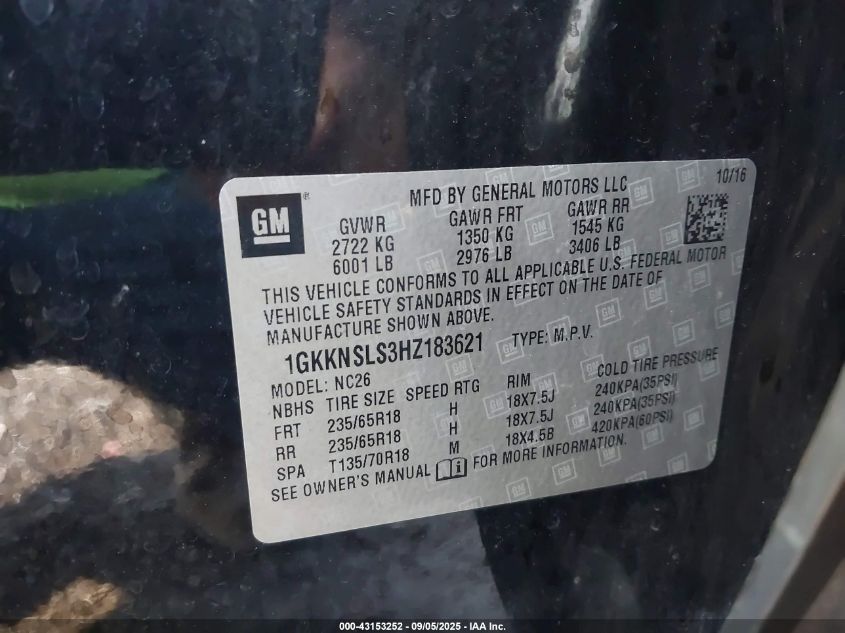 GM
®
MFD BY GENERAL MOTORS LLC
10/16
GVWR GAWR FRT GAWR RR
2722 KG 1350 KG 1545 KG
6001 LB 2976 LB 3406 LB
THIS VEHICLE CONFORMS TO ALL APPLICABLE U.S. FEDERAL MOTOR
VEHICLE SAFETY STANDARDS IN EFFECT ON THE DATE OF
MANUFACTURE SHOWN ABOVE.
1GKKNSLS3HZ183621 TYPE: M.P.V.
MODEL: NC26
NBHS TIRE SIZE SPEED RTG RIM COLD TIRE PRESSURE
FRT 235/65R18 H 18X7.5J 240KPA(35PSI)
RR 235/65R18 H 18X7.5J 240KPA(35PSI)
SPA T135/70R18 M 18X4.5B 420KPA(60PSI)
SEE OWNER'S MANUAL FOR MORE INFORMATION.
000-43153252 - 09/05/2025 - IAA Inc.